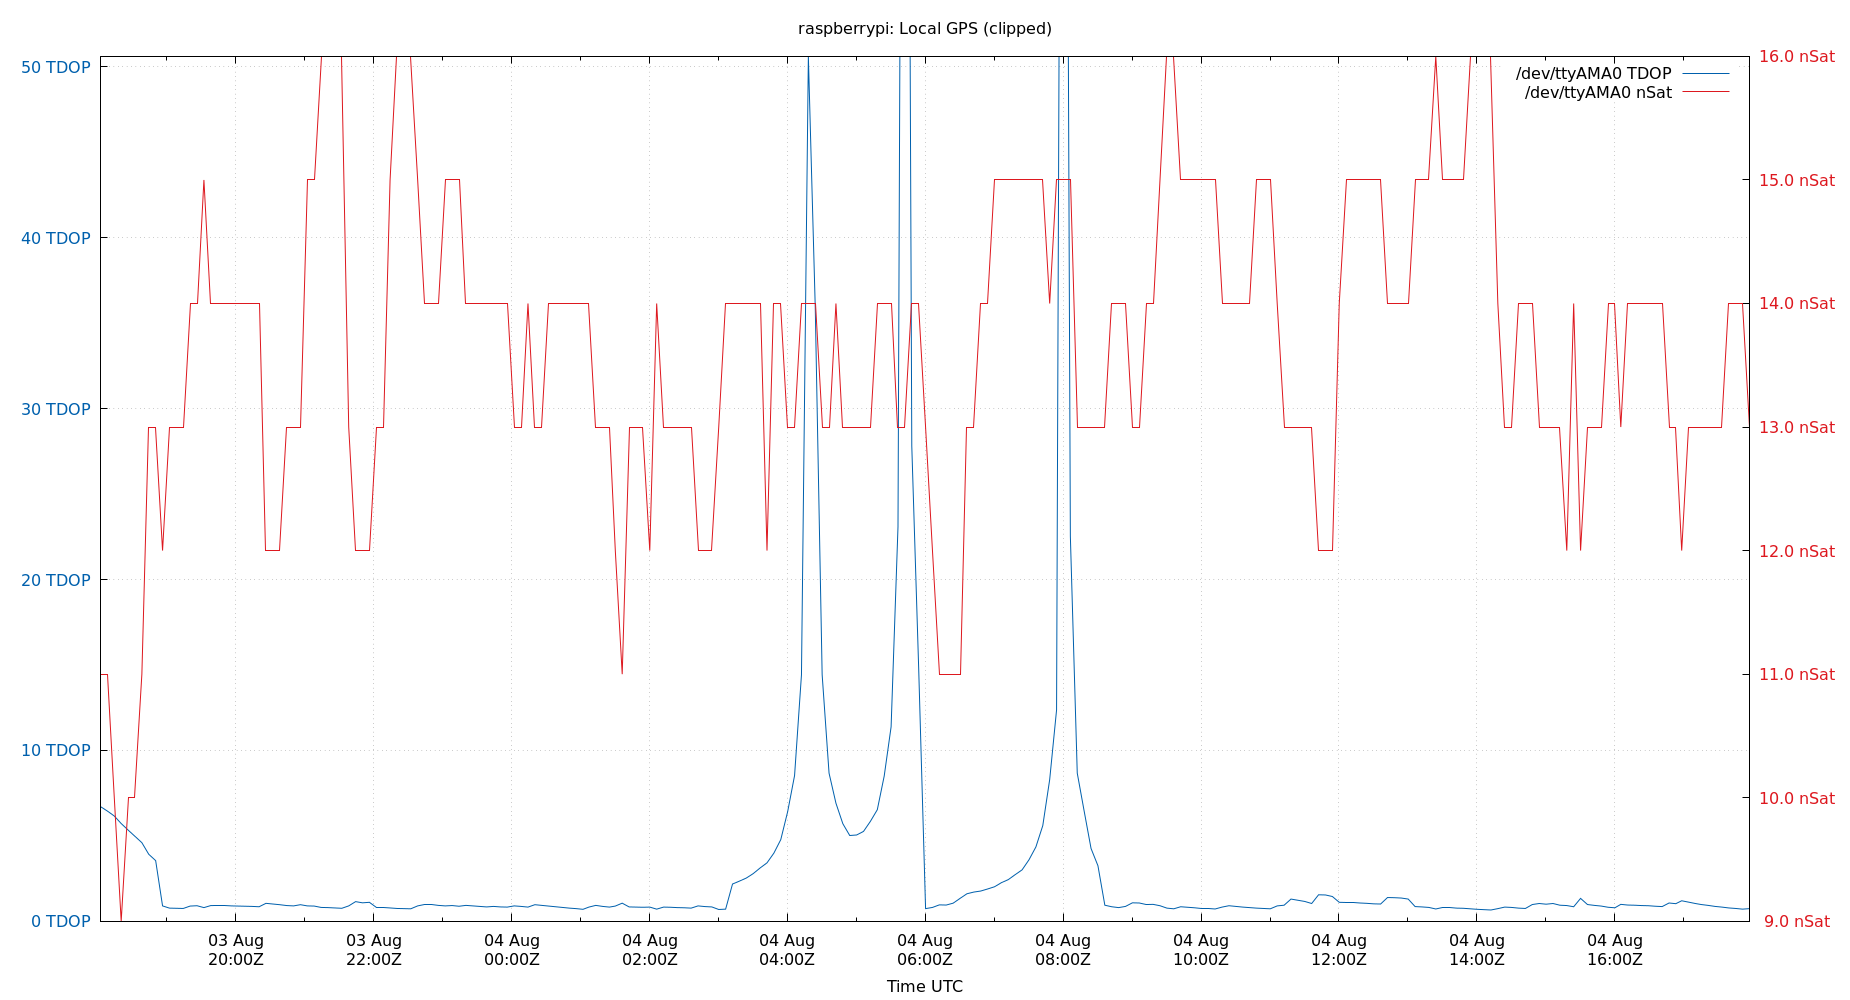 raspberrypi: Local GPS (clipped)
50 TDOP
40 TDOP
30 TDOP
20 TDOP
10 TDOP
0 TDOP
16.0 nSat
15.0 nSat
14.0 nSat
13.0 nSat
12.0 nSat
11.0 nSat
10.0 nSat
9.0 nSat
/dev/ttyAMA0 TDOP
/dev/ttyAMA0 nSat
03 Aug
20:00Z
03 Aug
22:00Z
04 Aug
00:00Z
04 Aug
02:00Z
04 Aug
04:00Z
04 Aug
06:00Z
04 Aug
08:00Z
04 Aug
10:00Z
04 Aug
12:00Z
04 Aug
14:00Z
04 Aug
16:00Z
Time UTC